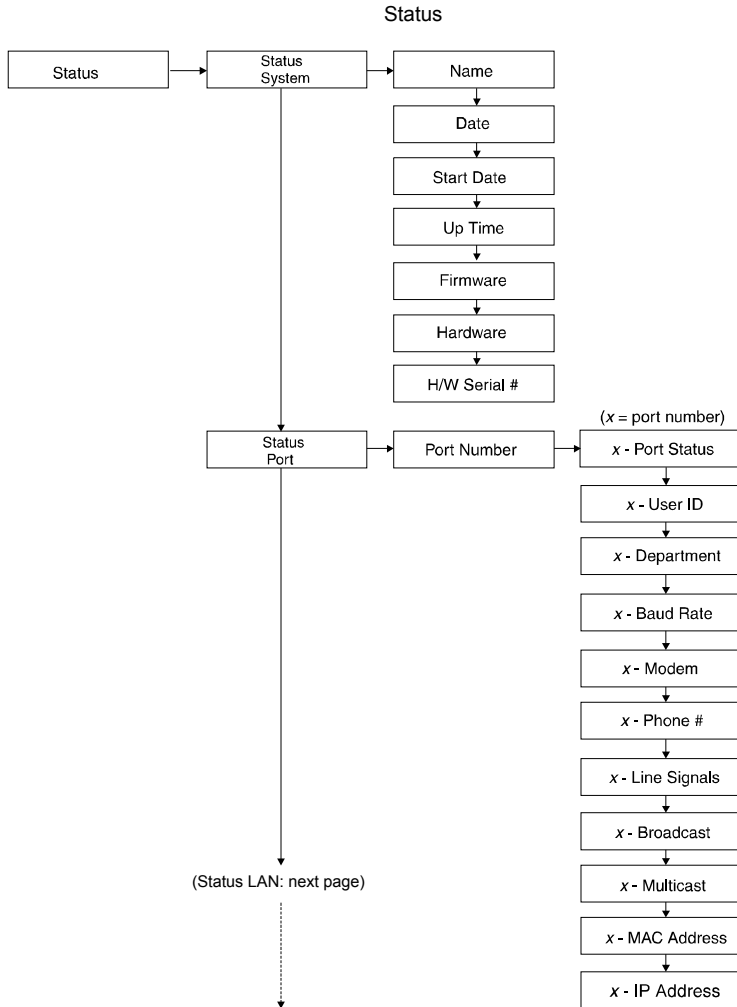 Status
Status
Status
System
Name
Date
Start Date
Up Time
Firmware
Hardware
H/W Serial #
(x = port number)
Status
Port
Port Number
x - Port Status
x - User ID
x - Department
x - Baud Rate
x - Modem
x - Phone #
x - Line Signals
x - Broadcast
(Status LAN: next page)
x - Multicast
x - MAC Address
x - IP Address